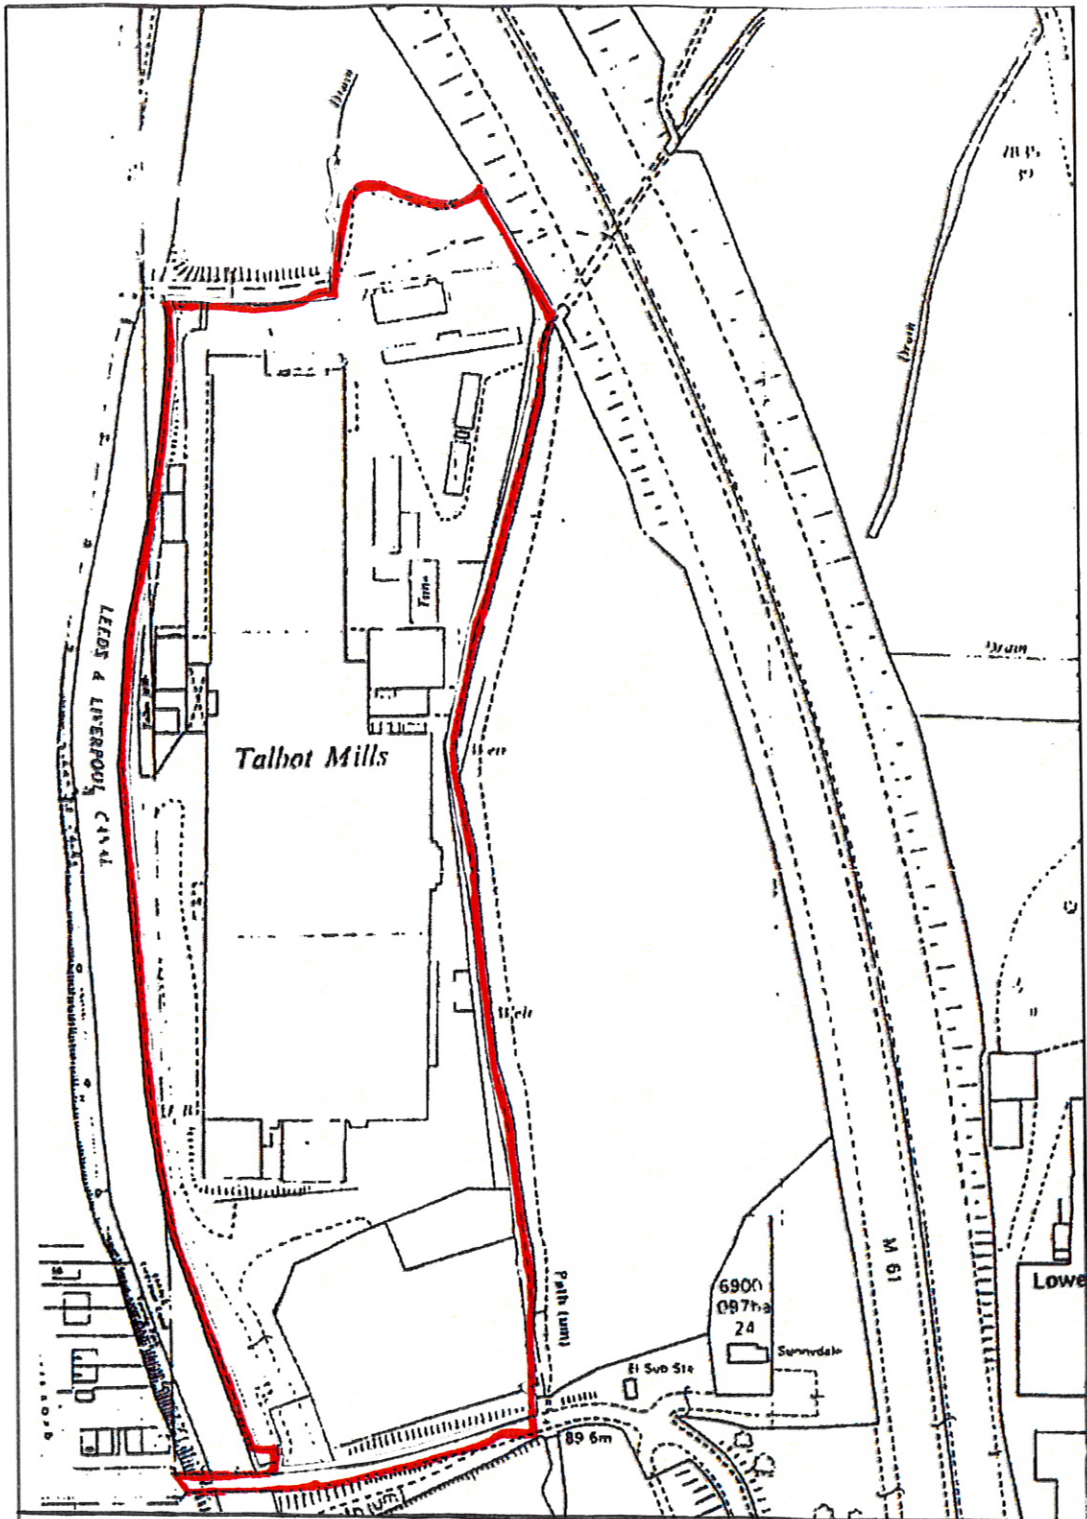 Drain
Drain
Drain
LEEDS & LIVERPOOL CANAL
Tank
Talbot Mills
Weir
Weir
Path (um)
M 61
6900
097ha
24
Sunnydale
El Sub Sta
89 6m
Lowe